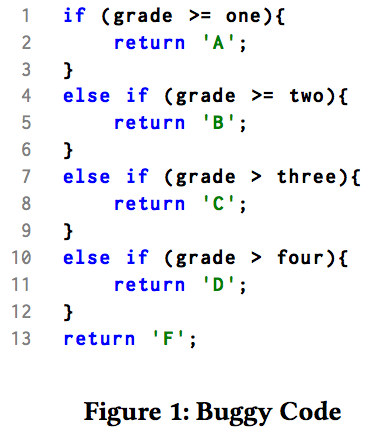 1 if (grade >= one){
2     return 'A';
3 }
4 else if (grade >= two){
5     return 'B';
6 }
7 else if (grade > three){
8     return 'C';
9 }
10 else if (grade > four){
11     return 'D';
12 }
13 return 'F';
Figure 1: Buggy Code